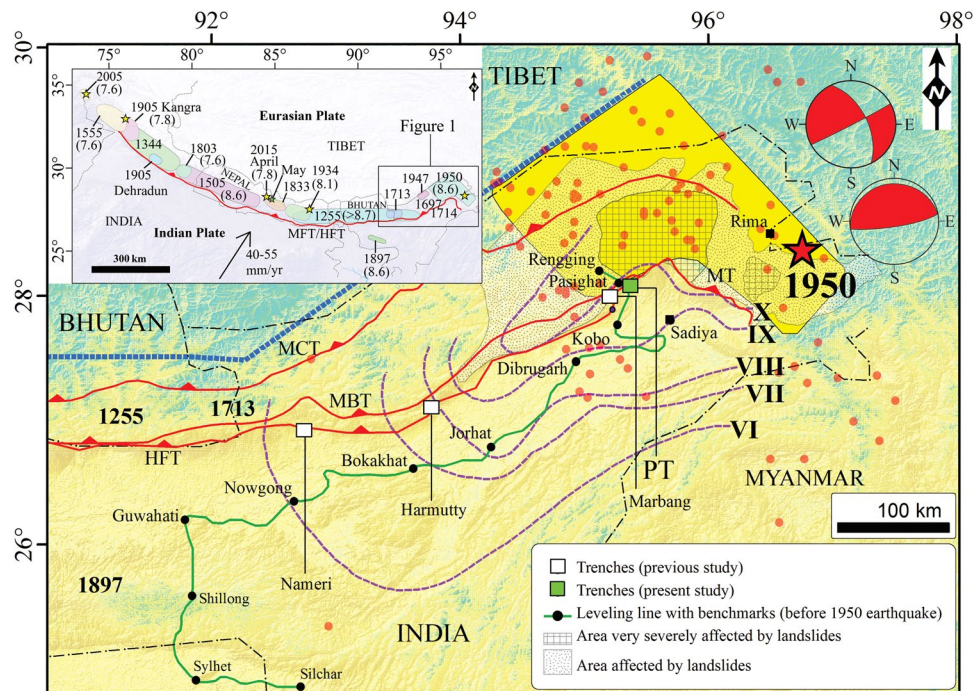 92°
94°
96°
98°
30°
28°
26°
75°
80°
85°
90°
95°
35°
30°
25°
2005
(7.6)
1905 Kangra
(7.8)
1555
(7.6)
1344
1803
(7.6)
1905
Dehradun
1505
(8.6)
NEPAL
2015
April
(7.8)
May
1833
1934
(8.1)
1255(>8.7)
BHUTAN
1713
1947
1950
(8.6)
1697
1714
1897
(8.6)
Eurasian Plate
TIBET
Figure 1
INDIA
Indian Plate
MFT/HFT
40-55
mm/yr
300 km
N
TIBET
N
W
E
S
N
N
W
E
S
Rima
1950
Rengging
Pasighat
MT
X
IX
VIII
VII
VI
Kobo
Sadiya
Dibrugarh
BHUTAN
MCT
1255
1713
MBT
HFT
Jorhat
Bokakhat
Nowgong
Guwahati
Harmutty
PT
Marbang
MYANMAR
100 km
Nameri
1897
Shillong
INDIA
Sylhet
Silchar
Trenches (previous study)
Trenches (present study)
Leveling line with benchmarks (before 1950 earthquake)
Area very severely affected by landslides
Area affected by landslides